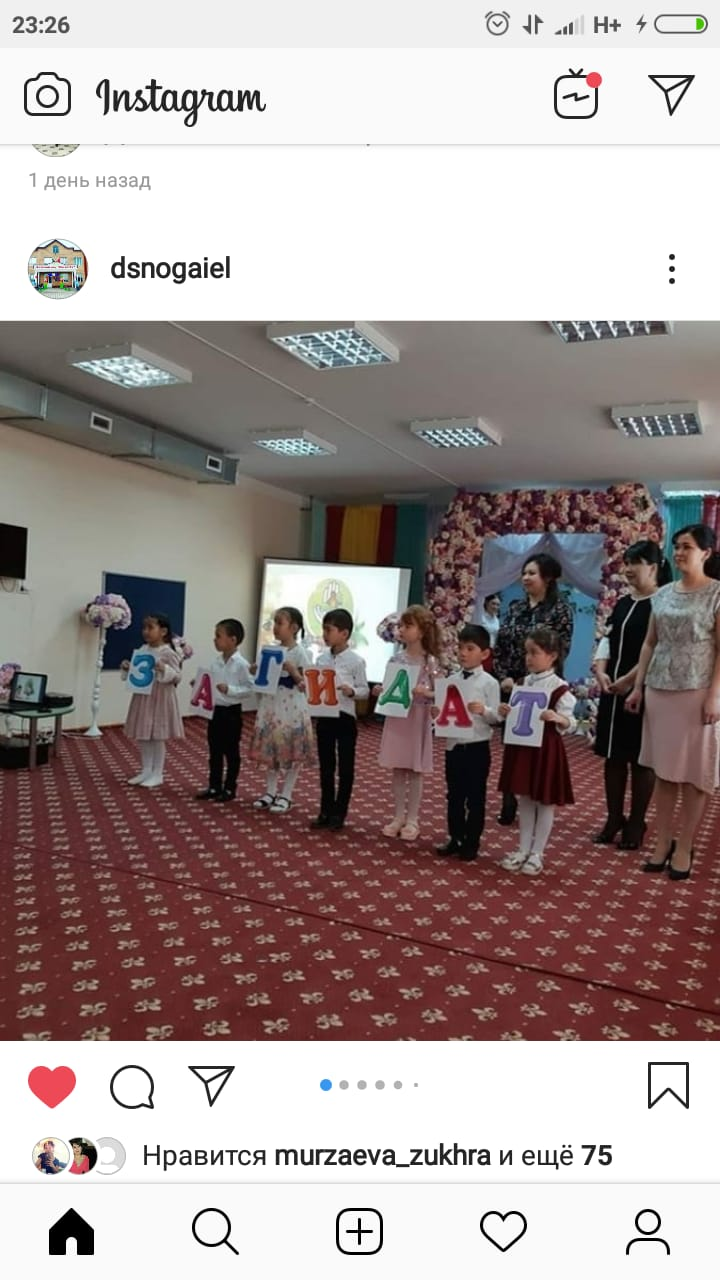 23:26
H+
Instagram
1 день назад
dsnogaiel
З А Г И Д А Т
Нравится murzaeva_zukhra и ещё 75